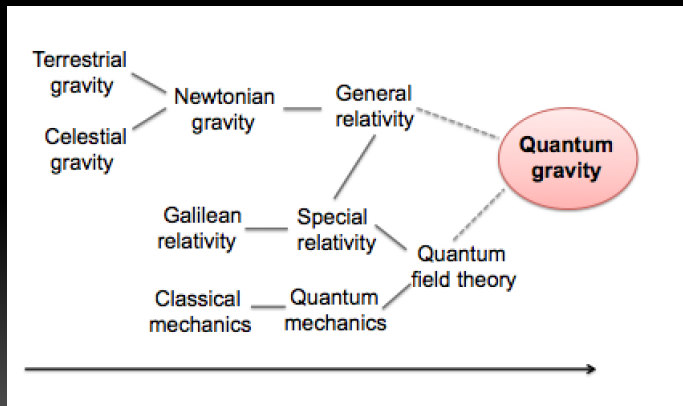 Terrestrial
gravity
Celestial
gravity
Newtonian
gravity
General
relativity
Quantum
gravity
Galilean
relativity
Special
relativity
Quantum
field theory
Classical
mechanics
Quantum
mechanics